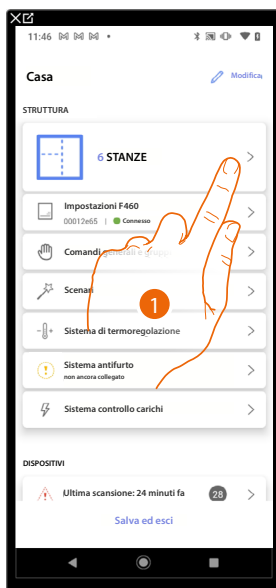 11:46
Casa
Modifica
STRUTTURA
6 STANZE
Impostazioni F460
00012e65 | Connesso
Comandi generali e gruppi
Scenari
1
Sistema di termoregolazione
Sistema antifurto
non ancora collegato
Sistema controllo carichi
DISPOSITIVI
Ultima scansione: 24 minuti fa
28
Salva ed esci